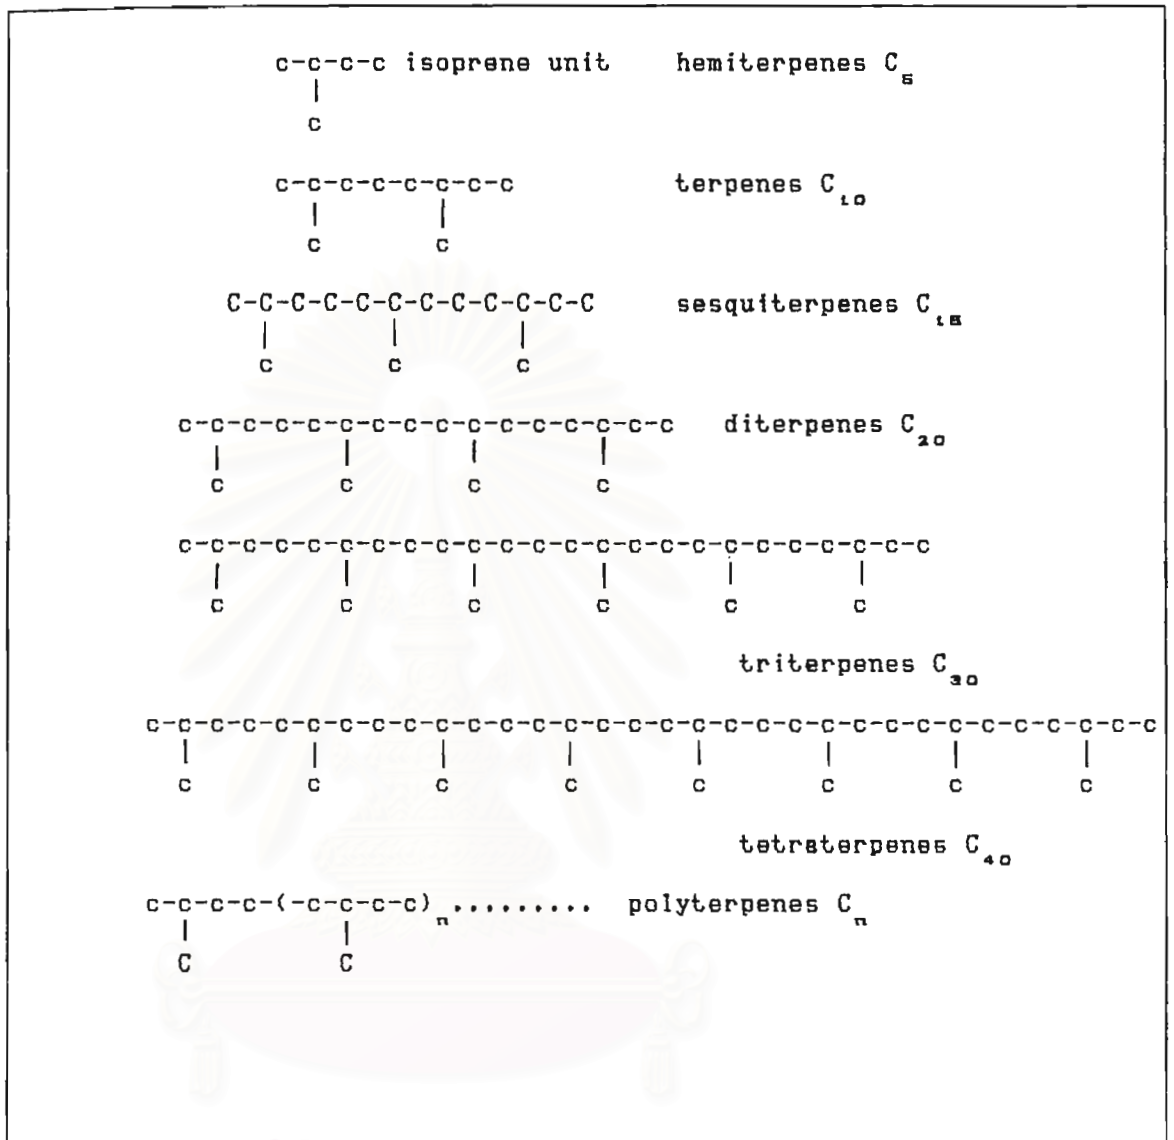 C-C-C-C isoprene unit hemiterpenes C₅
|
C
C-C-C-C-C-C-C-C terpenes C₁₀
| |
C C
C-C-C-C-C-C-C-C-C-C-C-C sesquiterpenes C₁₅
| | |
C C C
C-C-C-C-C-C-C-C-C-C-C-C-C-C-C-C diterpenes C₂₀
| | | |
C C C C
C-C-C-C-C-C-C-C-C-C-C-C-C-C-C-C-C-C-C-C-C-C-C-C
| | | | | |
C C C C C C
triterpenes C₃₀
C-C-C-C-C-C-C-C-C-C-C-C-C-C-C-C-C-C-C-C-C-C-C-C-C-C-C-C-C-C-C-C
| | | | | | | |
C C C C C C C C
tetraterpenes C₄₀
C-C-C-C-(-C-C-C-C)ₙ ......... polyterpenes Cₙ
| |
C C